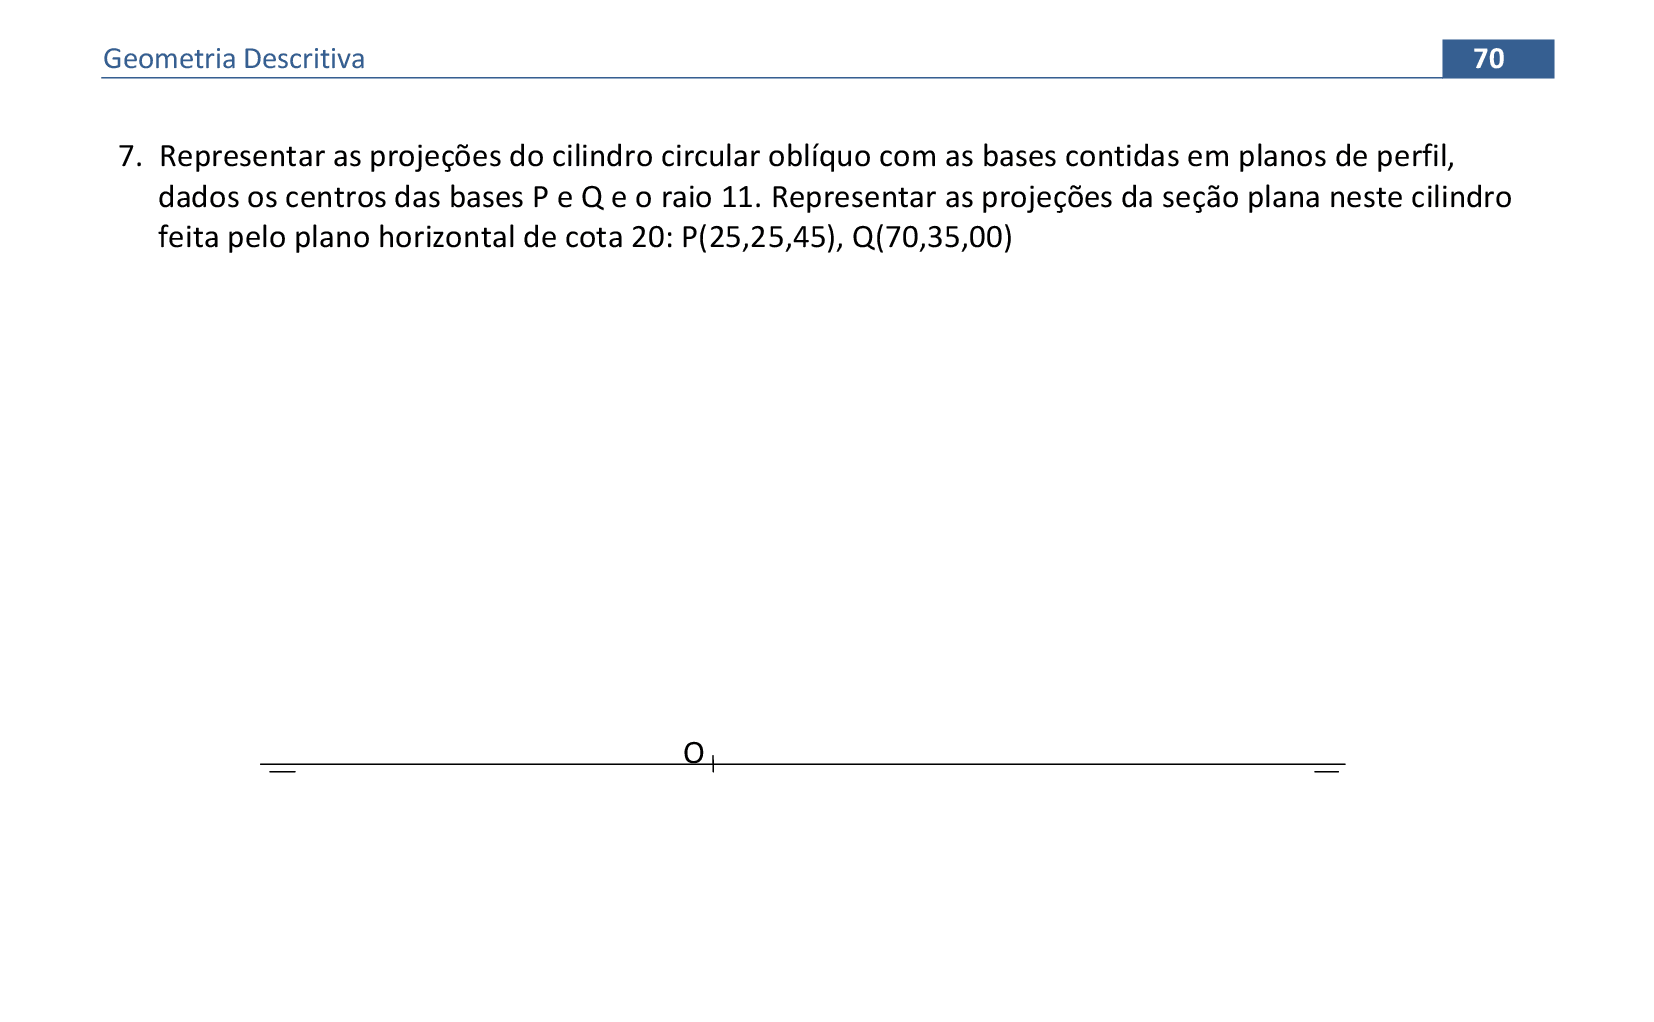 Geometria Descritiva 70
7. Representar as projeções do cilindro circular oblíquo com as bases contidas em planos de perfil,
dados os centros das bases P e Q e o raio 11. Representar as projeções da seção plana neste cilindro
feita pelo plano horizontal de cota 20: P(25,25,45), Q(70,35,00)
O